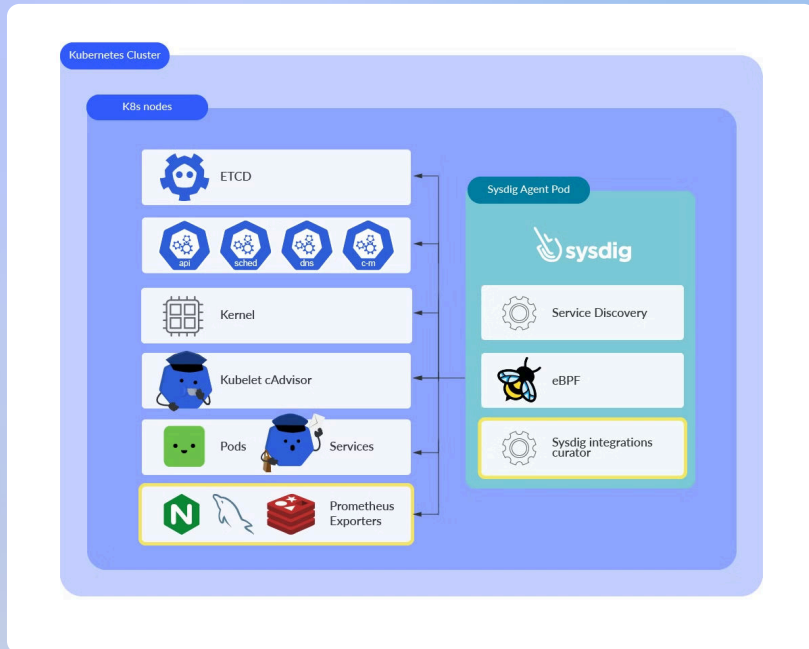 Kubernetes Cluster
K8s nodes
ETCD
api
sched
dns
c-m
Kernel
Kubelet cAdvisor
Pods
Services
N
Prometheus
Exporters
Sysdig Agent Pod
sysdig
Service Discovery
eBPF
Sysdig integrations
curator